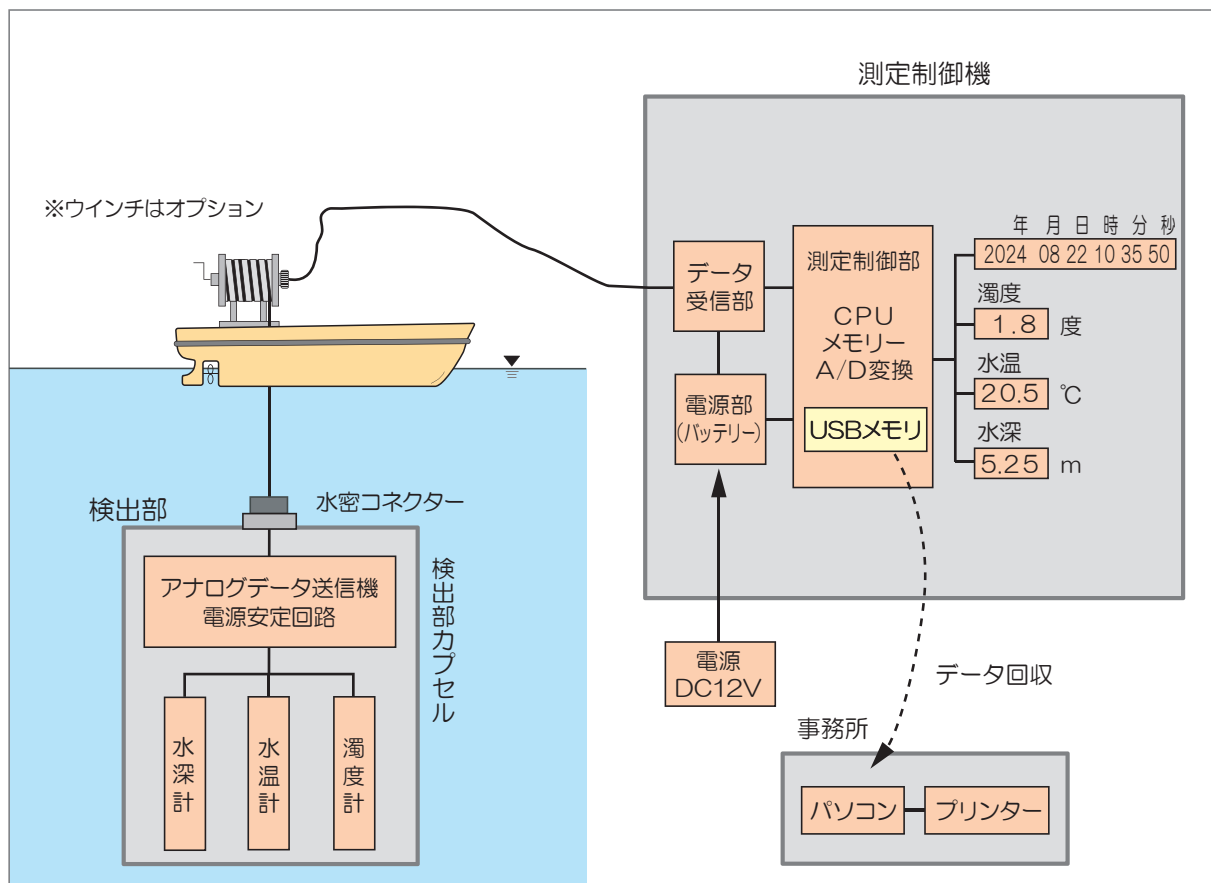 測定制御機
※ウインチはオプション
データ
受信部
電源部
(バッテリー)
測定制御部
CPU
メモリー
A/D変換
USBメモリ
年 月 日 時 分 秒
2024 08 22 10 35 50
濁度
1.8 度
水温
20.5 ℃
水深
5.25 m
電源
DC12V
データ回収
事務所
パソコン
プリンター
検出部
水密コネクター
検出部カプセル
アナログデータ送信機
電源安定回路
水深計
水温計
濁度計